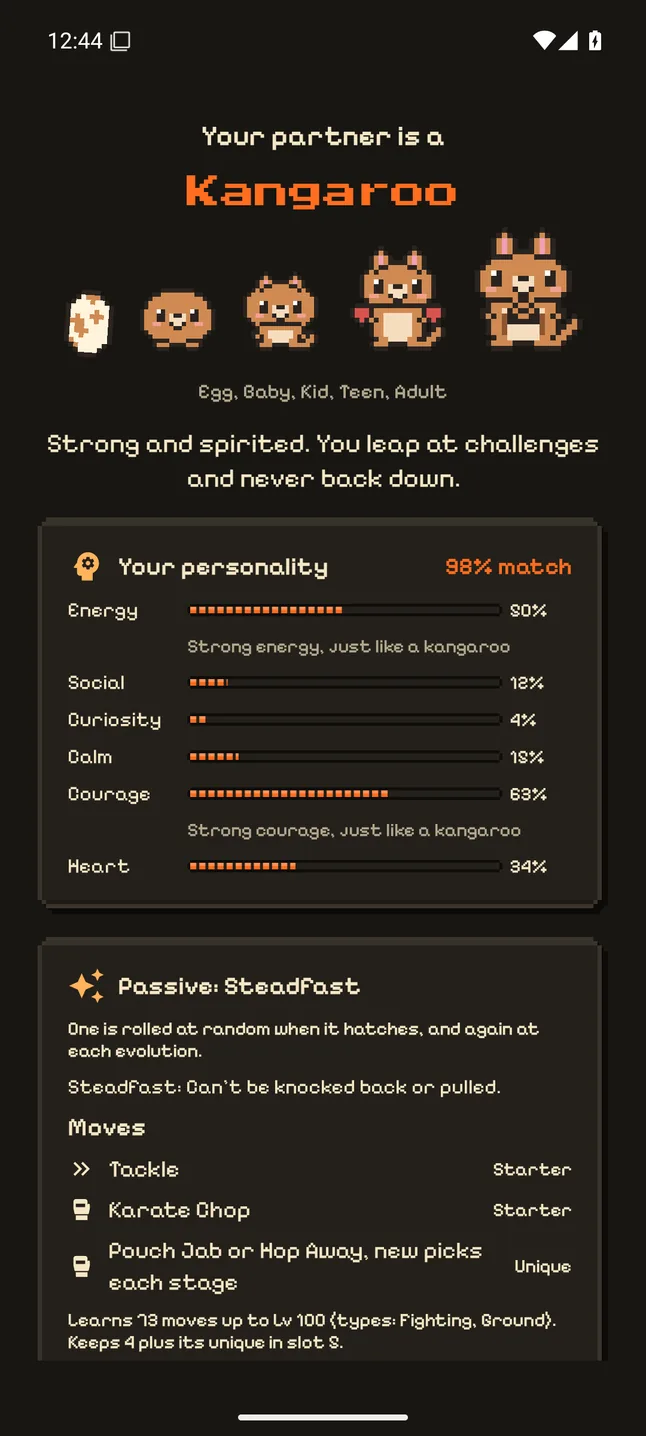 12:44
Your partner is a
Kangaroo
Egg, Baby, Kid, Teen, Adult
Strong and spirited. You leap at challenges
and never back down.
Your personality
98% match
Energy 50%
Strong energy, just like a kangaroo
Social 12%
Curiosity 4%
Calm 15%
Courage 63%
Strong courage, just like a kangaroo
Heart 34%
Passive: Steadfast
One is rolled at random when it hatches, and again at
each evolution.
Steadfast: Can't be knocked back or pulled.
Moves
Tackle Starter
Karate Chop Starter
Pouch Jab or Hop Away, new picks
each stage
Unique
Learns 73 moves up to Lv 100 (types: Fighting, Ground).
Keeps 4 plus its unique in slot 5.